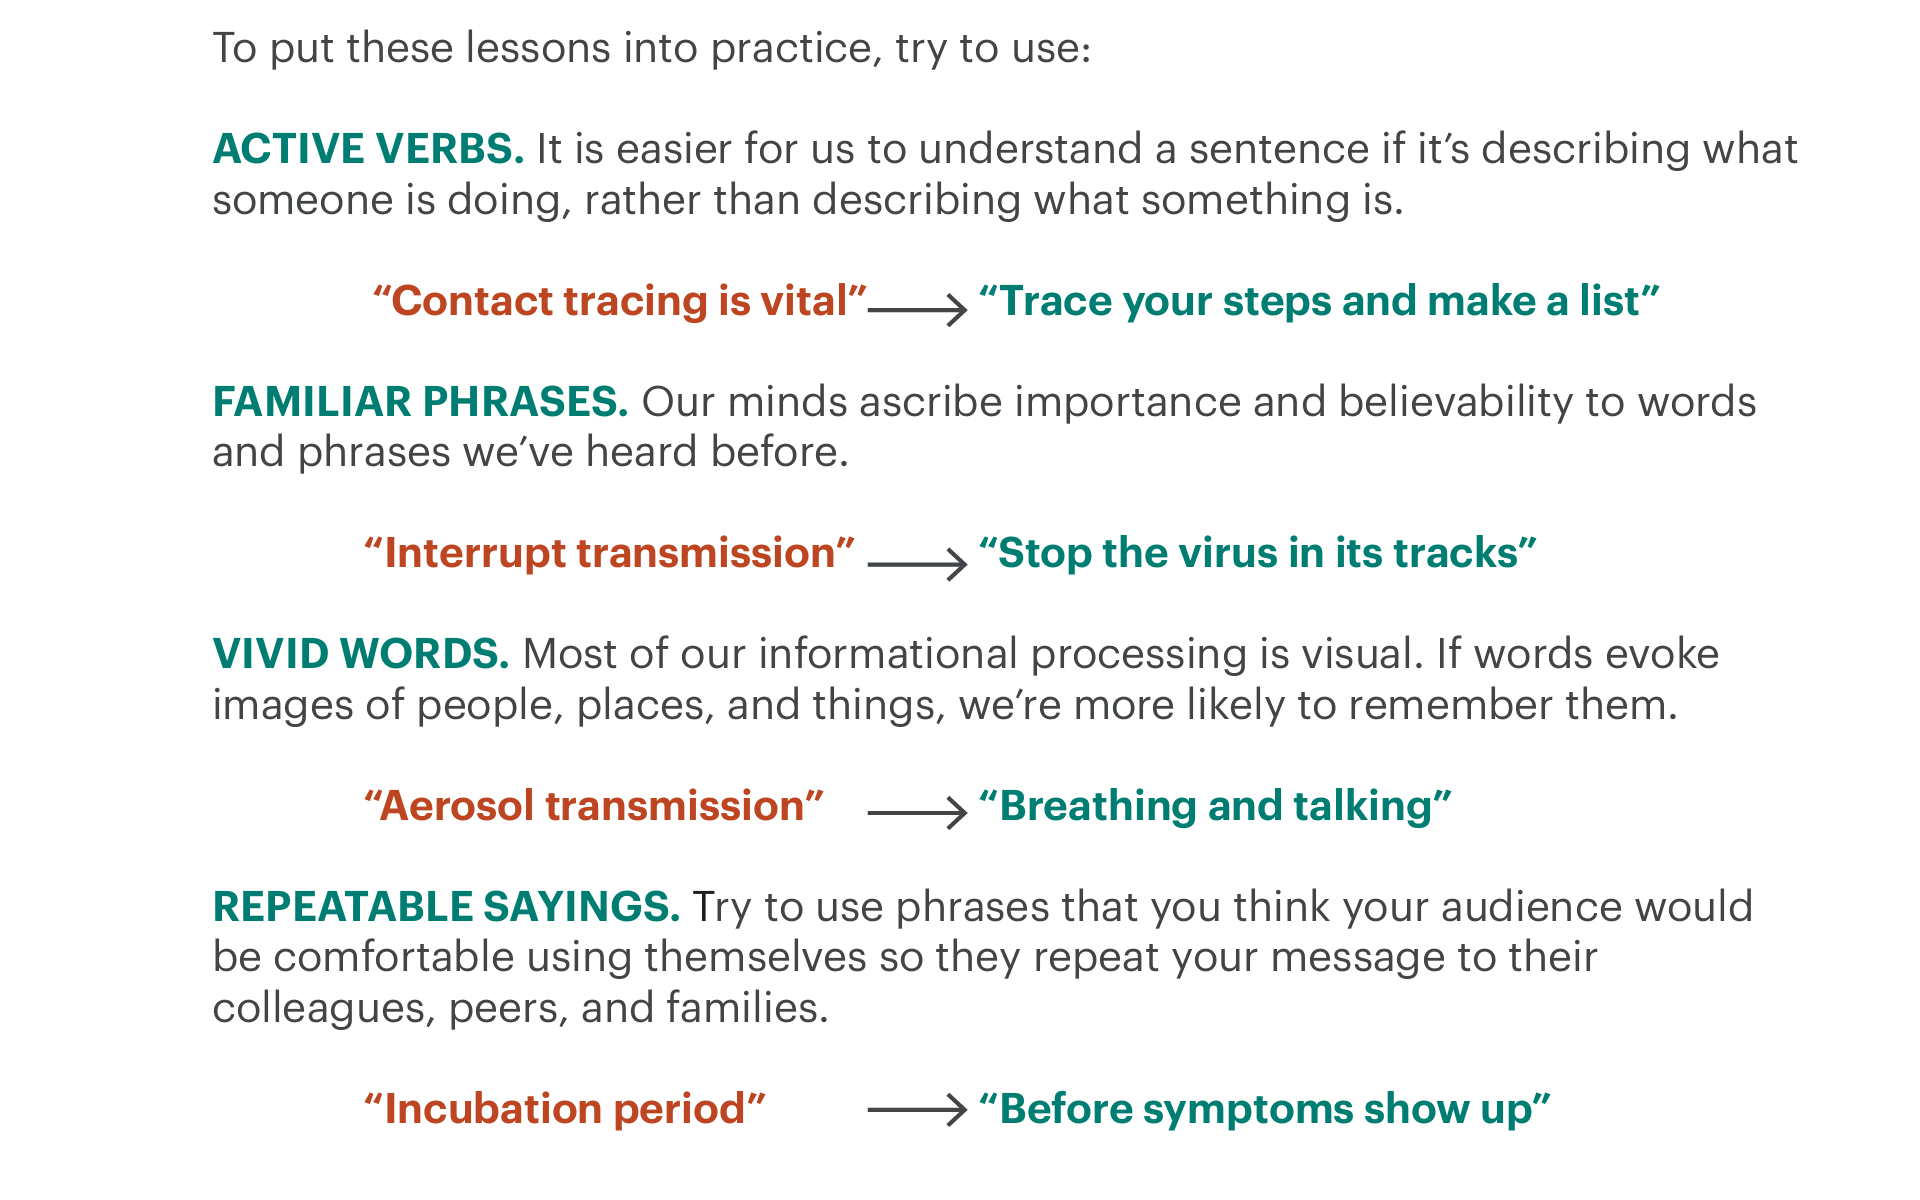 To put these lessons into practice, try to use:
ACTIVE VERBS. It is easier for us to understand a sentence if it’s describing what
someone is doing, rather than describing what something is.
“Contact tracing is vital” “Trace your steps and make a list”
FAMILIAR PHRASES. Our minds ascribe importance and believability to words
and phrases we’ve heard before.
“Interrupt transmission” “Stop the virus in its tracks”
VIVID WORDS. Most of our informational processing is visual. If words evoke
images of people, places, and things, we’re more likely to remember them.
“Aerosol transmission” “Breathing and talking”
REPEATABLE SAYINGS. Try to use phrases that you think your audience would
be comfortable using themselves so they repeat your message to their
colleagues, peers, and families.
“Incubation period” “Before symptoms show up”